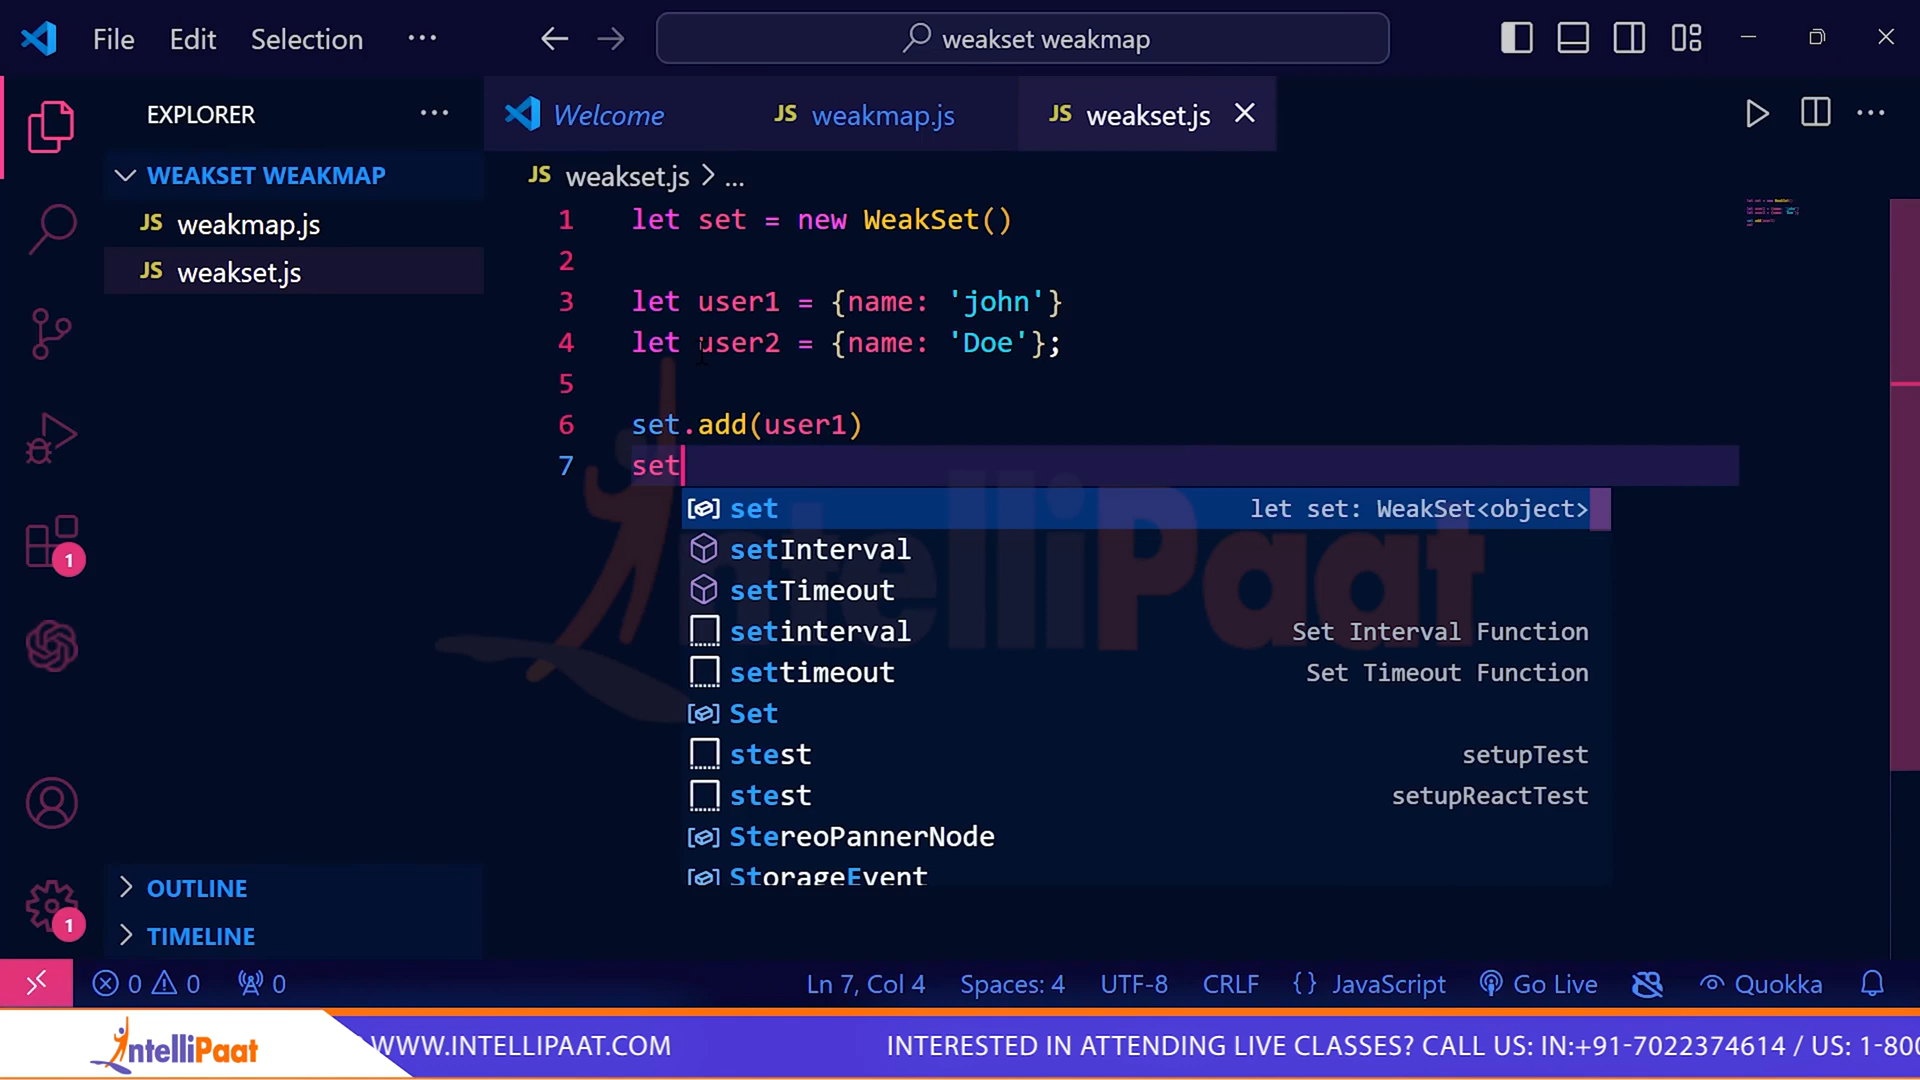 File Edit Selection ...
weakset weakmap
EXPLORER ...
WEAKSET WEAKMAP
JS weakmap.js
JS weakset.js
OUTLINE
TIMELINE
Welcome JS weakmap.js JS weakset.js
JS weakset.js > ...
1 let set = new WeakSet()
2
3 let user1 = {name: 'john'}
4 let user2 = {name: 'Doe'};
5
6 set.add(user1)
7 set
set let set: WeakSet<object>
setInterval
setTimeout
setinterval Set Interval Function
settimeout Set Timeout Function
Set
stest setupTest
stest setupReactTest
StereoPannerNode
StorageEvent
IntelliPaat
1
1
0 0 0 Ln 7, Col 4 Spaces: 4 UTF-8 CRLF {} JavaScript Go Live Quokka
IntelliPaat WWW.INTELLIPAAT.COM INTERESTED IN ATTENDING LIVE CLASSES? CALL US: IN:+91-7022374614 / US: 1-800